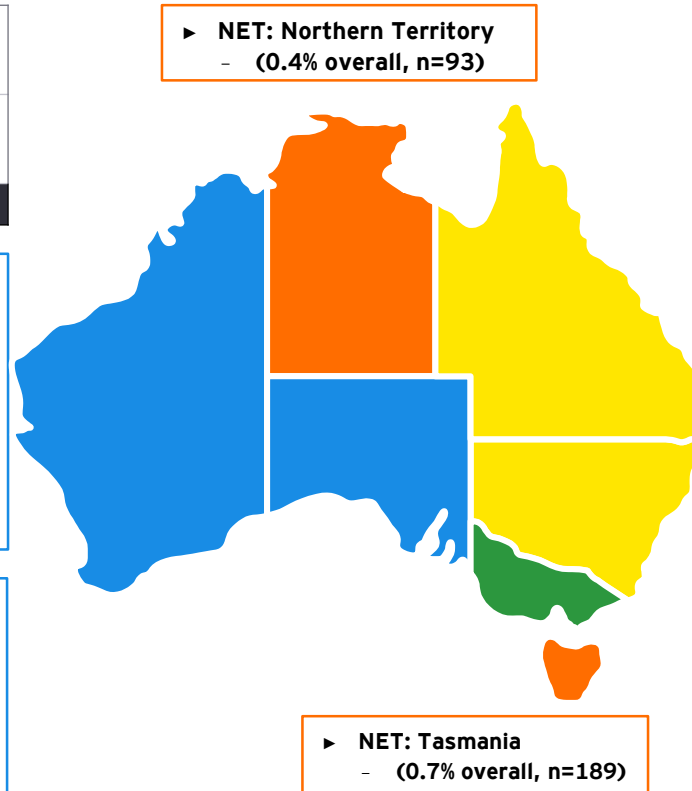 ► NET: Northern Territory
– (0.4% overall, n=93)
► NET: Tasmania
– (0.7% overall, n=189)